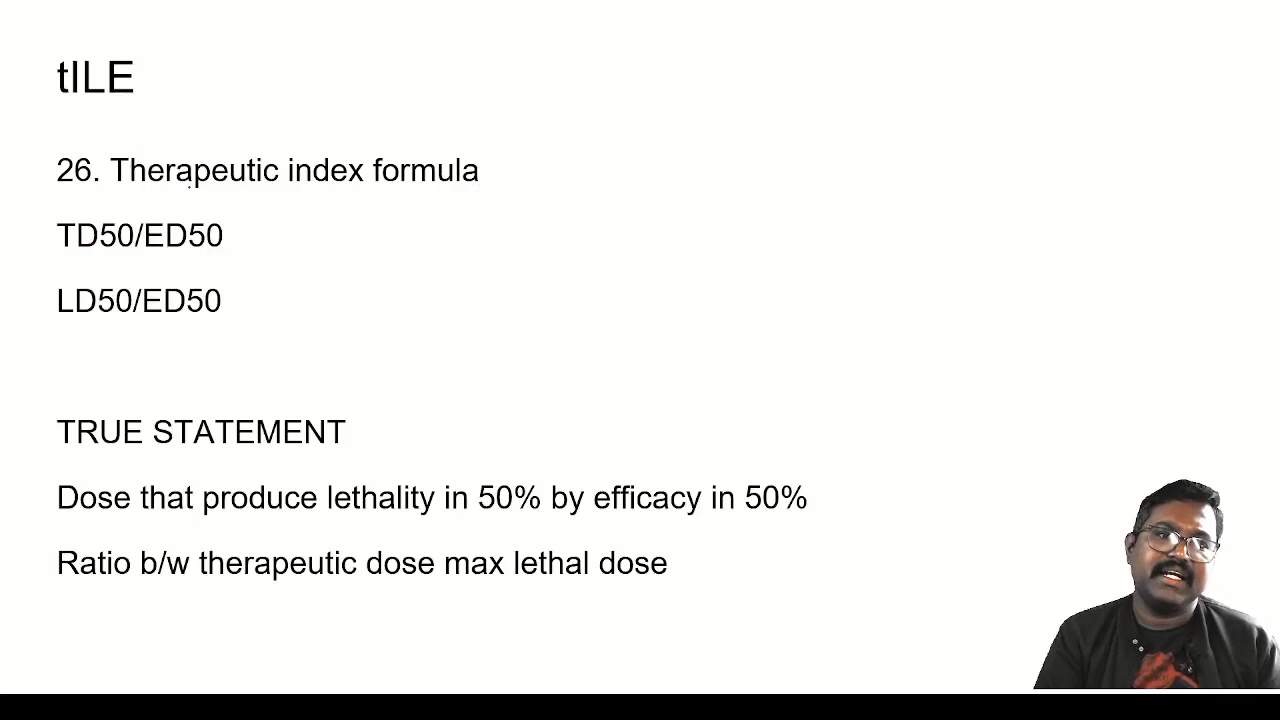 tILE
26. Therapeutic index formula
TD50/ED50
LD50/ED50
TRUE STATEMENT
Dose that produce lethality in 50% by efficacy in 50%
Ratio b/w therapeutic dose max lethal dose